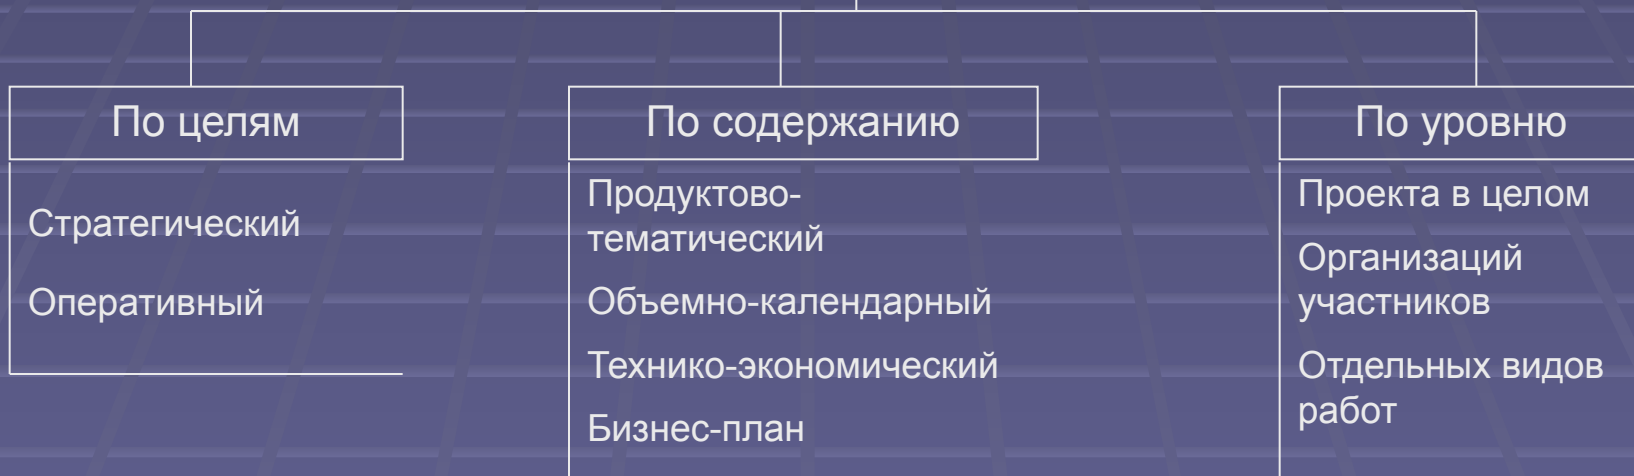 По целям
Стратегический
Оперативный
По содержанию
Продуктово-
тематический
Объемно-календарный
Технико-экономический
Бизнес-план
По уровню
Проекта в целом
Организаций
участников
Отдельных видов
работ